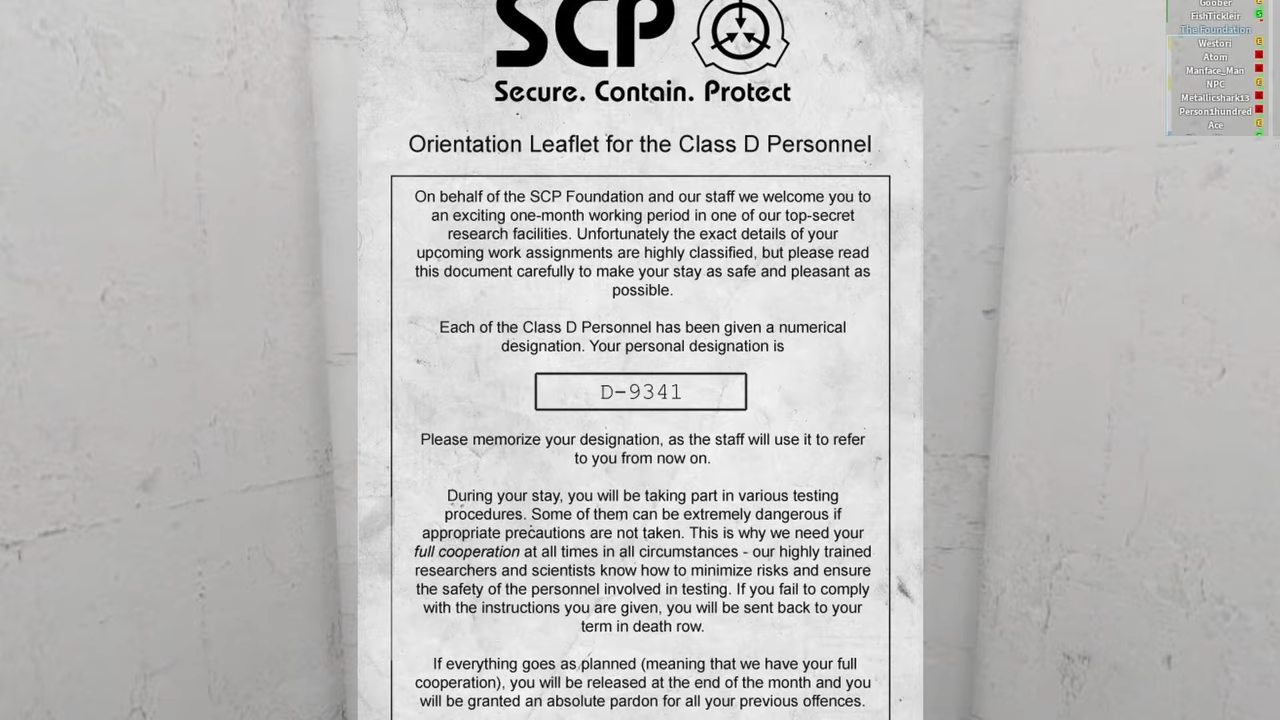 SCP
Secure. Contain. Protect
Orientation Leaflet for the Class D Personnel
On behalf of the SCP Foundation and our staff we welcome you to
an exciting one-month working period in one of our top-secret
research facilities. Unfortunately the exact details of your
upcoming work assignments are highly classified, but please read
this document carefully to make your stay as safe and pleasant as
possible.
Each of the Class D Personnel has been given a numerical
designation. Your personal designation is
D-9341
Please memorize your designation, as the staff will use it to refer
to you from now on.
During your stay, you will be taking part in various testing
procedures. Some of them can be extremely dangerous if
appropriate precautions are not taken. This is why we need your
full cooperation at all times in all circumstances - our highly trained
researchers and scientists know how to minimize risks and ensure
the safety of the personnel involved in testing. If you fail to comply
with the instructions you are given, you will be sent back to your
term in death row.
If everything goes as planned (meaning that we have your full
cooperation), you will be released at the end of the month and you
will be granted an absolute pardon for all your previous offences.
Goober
FishTickleir
The Foundation
Westori
Atom
Manface_Man
NPC
Metallicshark13
Person1hundred
Ace